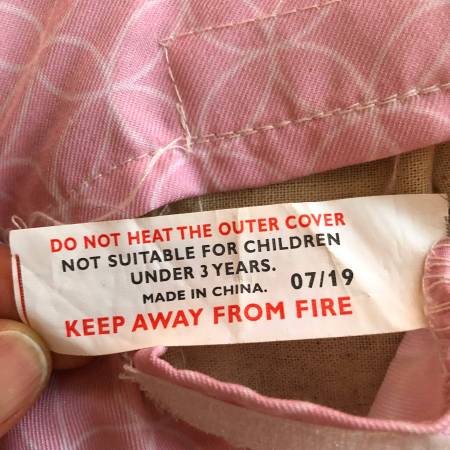 DO NOT HEAT THE OUTER COVER
NOT SUITABLE FOR CHILDREN
UNDER 3 YEARS.
MADE IN CHINA. 07/19
KEEP AWAY FROM FIRE